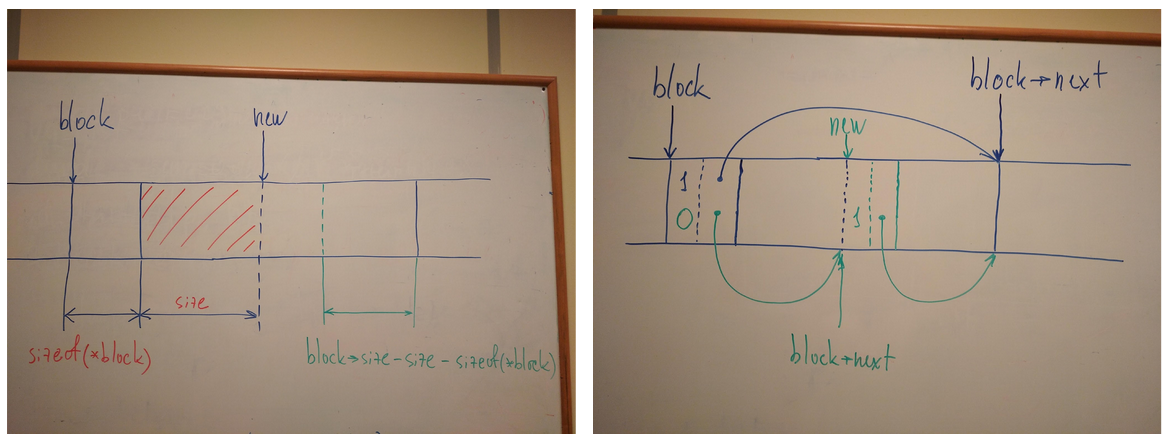 block
new
size
sizeof(*block)
block→size-size-sizeof(*block)
block
block→next
new
1
0
1
block→next